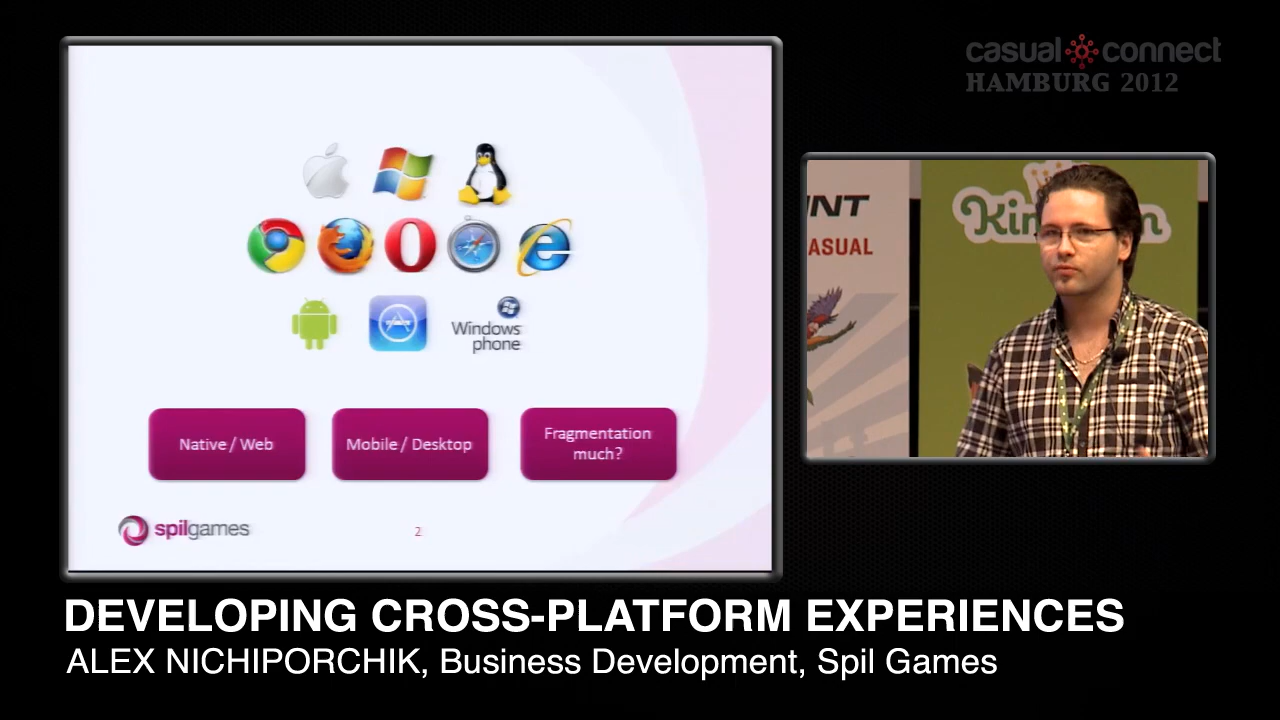 casual connect
HAMBURG 2012
Windows
phone
Native / Web
Mobile / Desktop
Fragmentation
much?
spilgames
2
ASUAL
DEVELOPING CROSS-PLATFORM EXPERIENCES
ALEX NICHIPORCHIK, Business Development, Spil Games